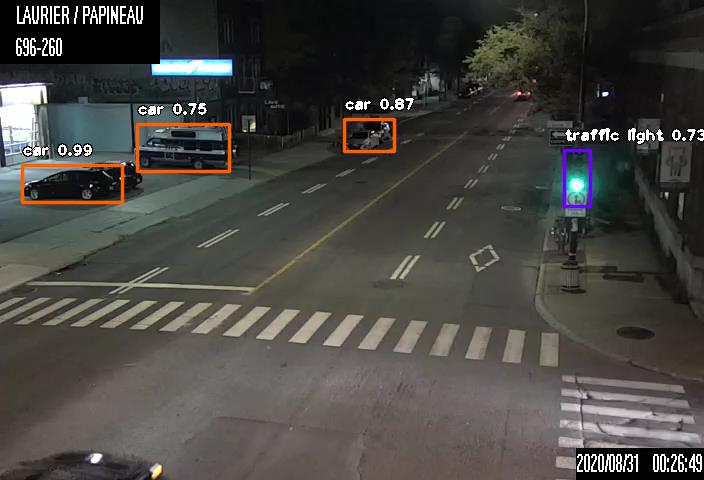 LAURIER / PAPINEAU
696-260
car 0.75
car 0.87
traffic light 0.73
car 0.99
2020/08/31 00:26:49